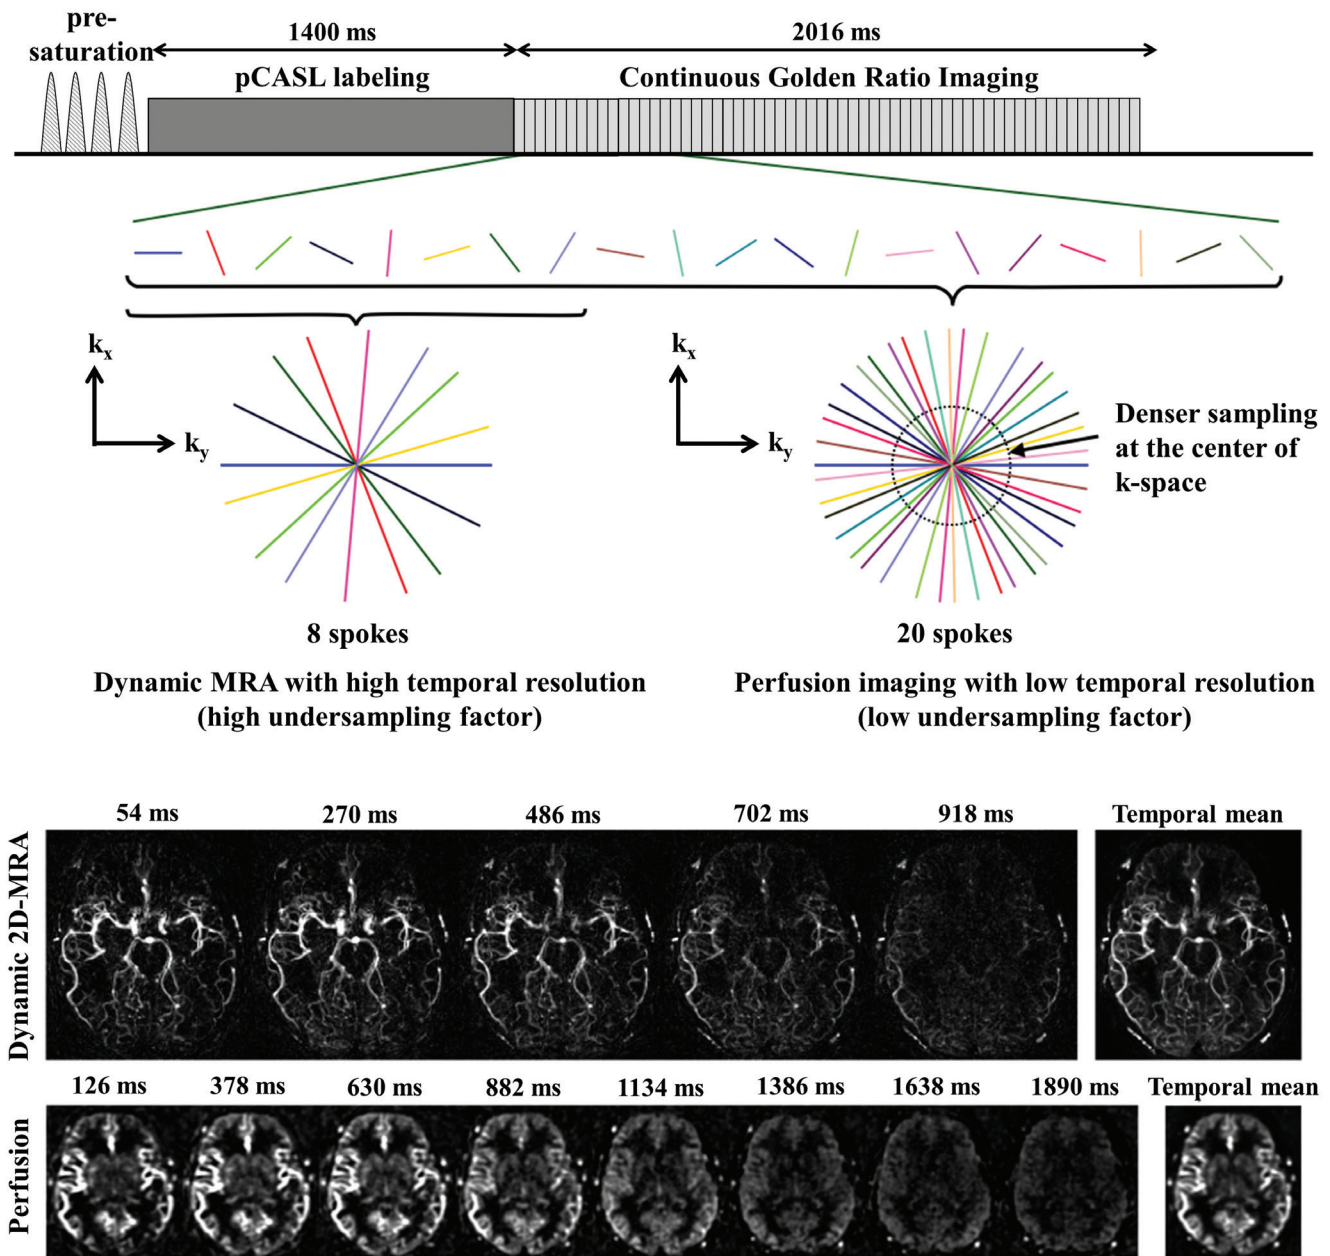 pre-
saturation
1400 ms
2016 ms
pCASL labeling
Continuous Golden Ratio Imaging
kx
ky
kx
ky
Denser sampling
at the center of
k-space
8 spokes
20 spokes
Dynamic MRA with high temporal resolution
(high undersampling factor)
Perfusion imaging with low temporal resolution
(low undersampling factor)
54 ms 270 ms 486 ms 702 ms 918 ms Temporal mean
Dynamic 2D-MRA
126 ms 378 ms 630 ms 882 ms 1134 ms 1386 ms 1638 ms 1890 ms Temporal mean
Perfusion